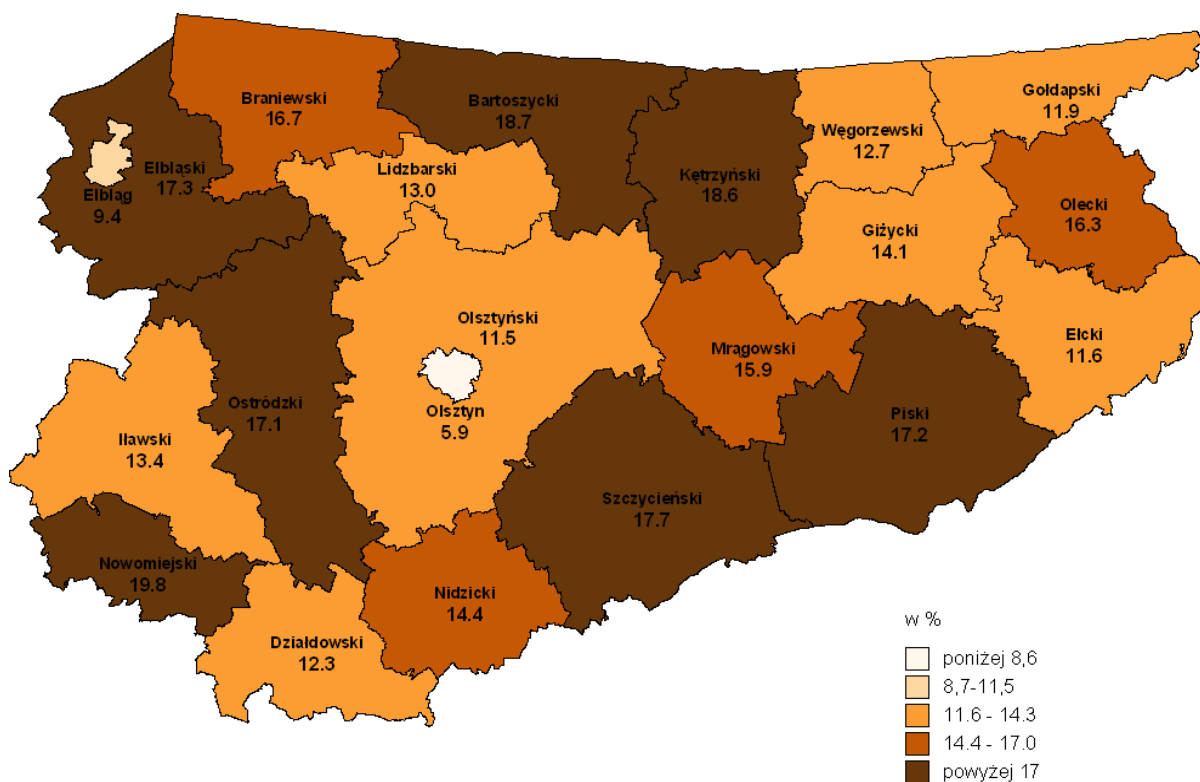 Braniewski
16.7
Bartoszycki
18.7
Gołdapski
11.9
Węgorzewski
12.7
Elbląski
17.3
Elbląg
9.4
Lidzbarski
13.0
Kętrzyński
18.6
Olecki
16.3
Giżycki
14.1
Olsztyński
11.5
Ełcki
11.6
Mrągowski
15.9
Olsztyn
5.9
Ostródzki
17.1
Piski
17.2
Iławski
13.4
Szczycieński
17.7
Nowomiejski
19.8
Nidzicki
14.4
Działdowski
12.3
w %
poniżej 8,6
8,7-11,5
11.6 - 14.3
14.4 - 17.0
powyżej 17